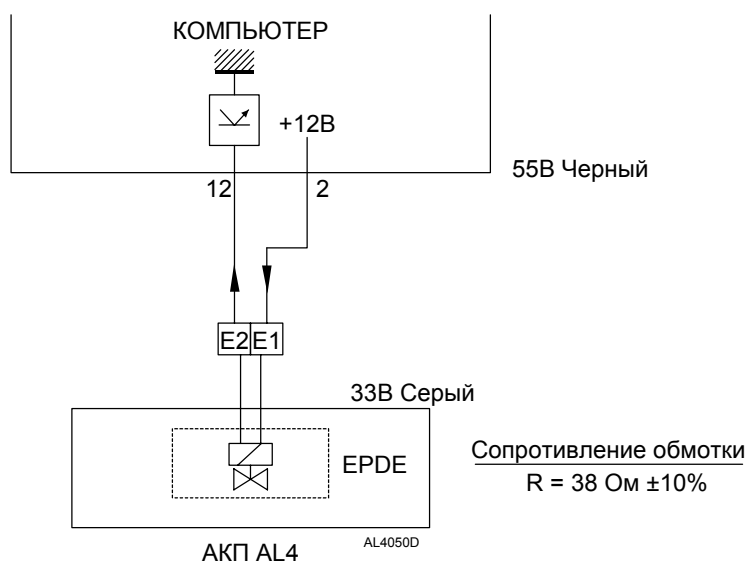 КОМПЬЮТЕР
+12В
55В Черный
12
2
E2
E1
33В Серый
EPDE
Сопротивление обмотки
R = 38 Ом ±10%
АКП AL4
AL4050D